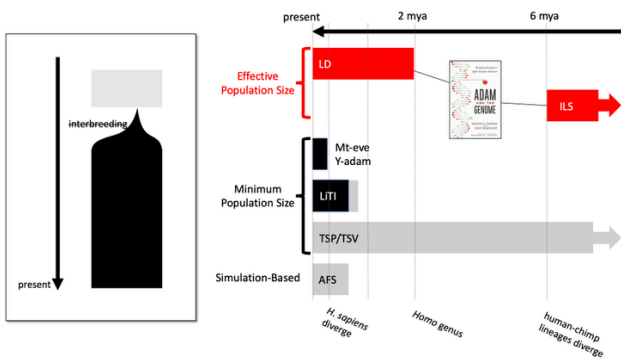 present
2 mya
6 mya
LD
Effective
Population Size
ADAM
AND THE
GENOME
ILS
interbreeding
Mt-eve
Y-adam
Minimum
Population Size
LiTI
TSP/TSV
Simulation-Based
AFS
present
H. sapiens
diverge
Homo genus
human-chimp
lineages diverge